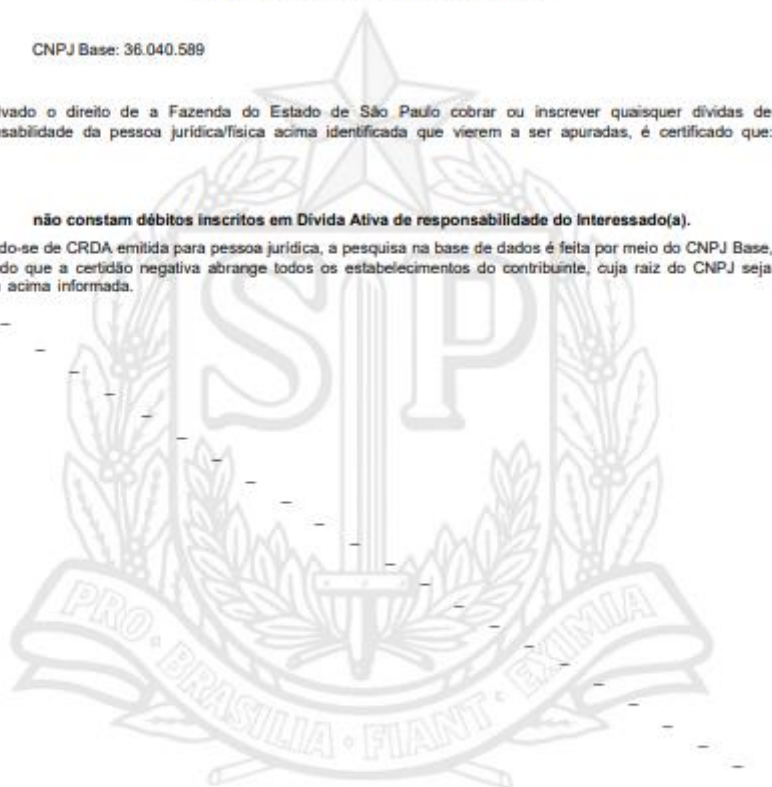 CNPJ Base: 36.040.589
vado o direito de a Fazenda do Estado de São Paulo cobrar ou inscrever quaisquer dívidas de
sabilidade da pessoa jurídica/física acima identificada que vierem a ser apuradas, é certificado que:
não constam débitos inscritos em Dívida Ativa de responsabilidade do Interessado(a).
do-se de CRDA emitida para pessoa jurídica, a pesquisa na base de dados é feita por meio do CNPJ Base,
do que a certidão negativa abrange todos os estabelecimentos do contribuinte, cuja raiz do CNPJ seja
acima informada.
SP
PRO · BRASILIA · FIANT · EXIMIA